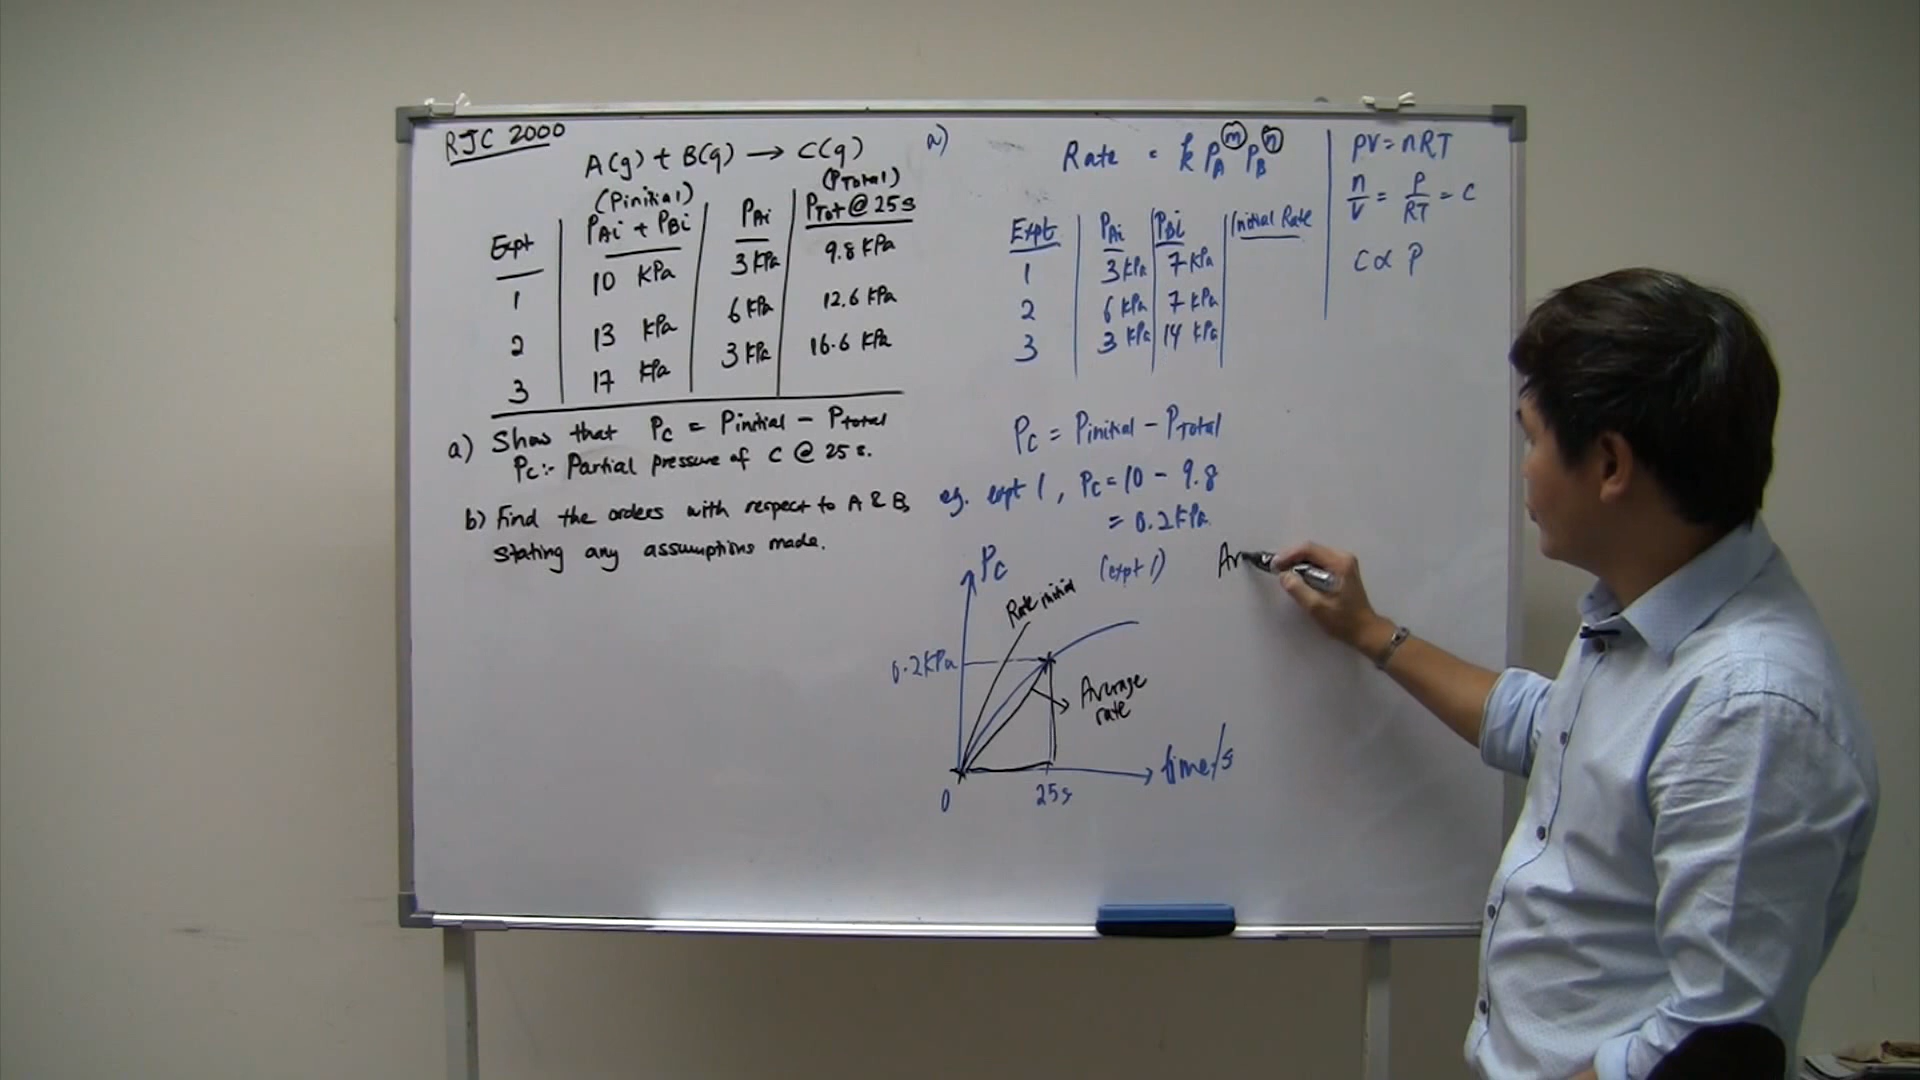 RJC 2000
A(g) + B(g) → C(g)
(Pinitial) (PTotal)
Expt PAi + PBi PAi PTot @ 25s
1 10 kPa 3 kPa 9.8 kPa
2 13 kPa 6 kPa 12.6 kPa
3 17 kPa 3 kPa 16.6 kPa
a) Show that Pc = Pinitial - Ptotal
Pc :- Partial pressure of C @ 25 s.
b) Find the orders with respect to A & B,
stating any assumptions made.
a) Rate = k PA^m PB^n
Expt PAi PBi Initial Rate
1 3 kPa 7 kPa
2 6 kPa 7 kPa
3 3 kPa 14 kPa
Pc = Pinitial - PTotal
eg. expt 1, Pc = 10 - 9.8
= 0.2 kPa
Pc (expt 1)
Rate initial
0.2 kPa
Average
rate
time/s
0 25s
PV = nRT
n/V = P/RT = C
C ∝ P